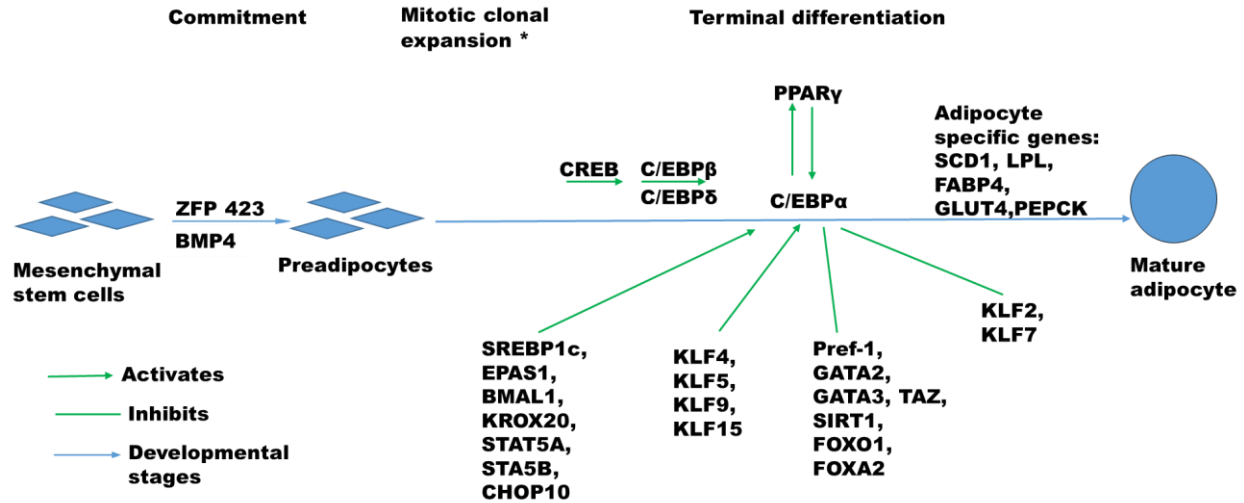 Commitment
Mitotic clonal
expansion *
Terminal differentiation
PPARγ
Adipocyte
specific genes:
SCD1, LPL,
FABP4,
GLUT4,PEPCK
CREB
C/EBPβ
C/EBPδ
C/EBPα
ZFP 423
BMP4
Mesenchymal
stem cells
Preadipocytes
Mature
adipocyte
SREBP1c,
EPAS1,
BMAL1,
KROX20,
STAT5A,
STA5B,
CHOP10
KLF4,
KLF5,
KLF9,
KLF15
Pref-1,
GATA2,
GATA3, TAZ,
SIRT1,
FOXO1,
FOXA2
KLF2,
KLF7
Activates
Inhibits
Developmental
stages